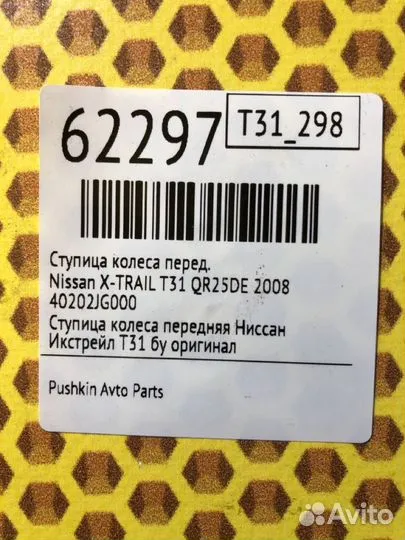 62297
T31_298
Ступица колеса перед.
Nissan X-TRAIL T31 QR25DE 2008
40202JG000
Ступица колеса передняя Ниссан
Икстрейл Т31 бу оригинал
Pushkin Avto Parts
Avito